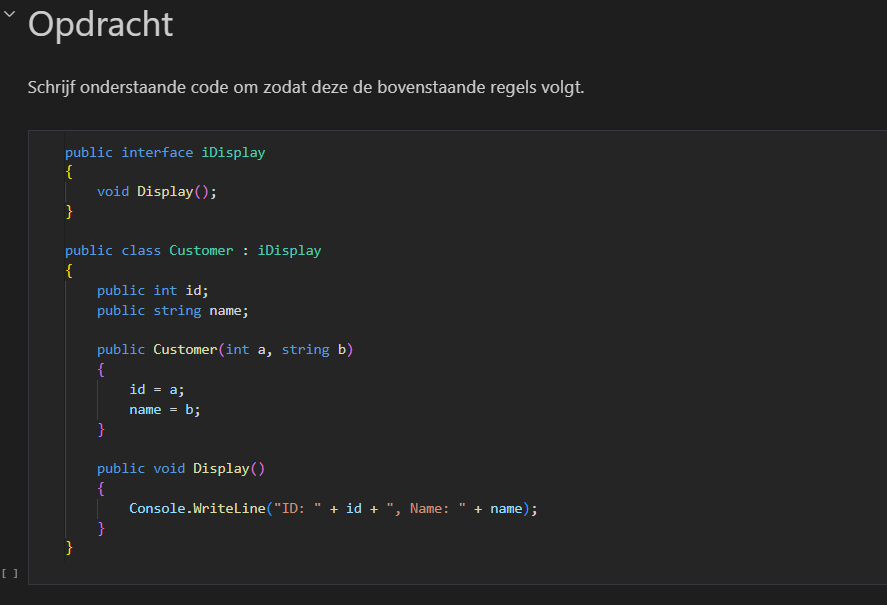 Opdracht
Schrijf onderstaande code om zodat deze de bovenstaande regels volgt.
public interface iDisplay
{
    void Display();
}
public class Customer : iDisplay
{
    public int id;
    public string name;
    public Customer(int a, string b)
    {
        id = a;
        name = b;
    }
    public void Display()
    {
        Console.WriteLine("ID: " + id + ", Name: " + name);
    }
}
[ ]